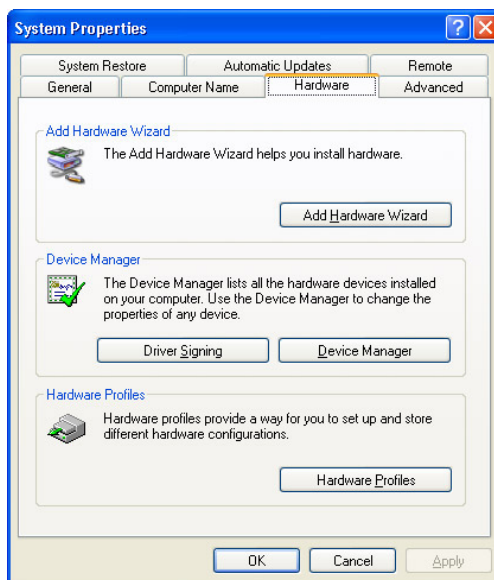 System Properties
System Restore Automatic Updates Remote
General Computer Name Hardware Advanced
Add Hardware Wizard
The Add Hardware Wizard helps you install hardware.
Add Hardware Wizard
Device Manager
The Device Manager lists all the hardware devices installed
on your computer. Use the Device Manager to change the
properties of any device.
Driver Signing Device Manager
Hardware Profiles
Hardware profiles provide a way for you to set up and store
different hardware configurations.
Hardware Profiles
OK Cancel Apply